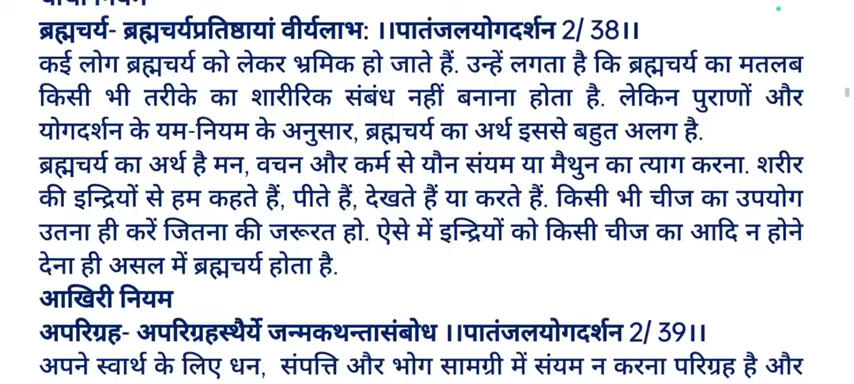 ब्रह्मचर्य- ब्रह्मचर्यप्रतिष्ठायां वीर्यलाभ: ।।पातंजलयोगदर्शन 2/ 38।।
कई लोग ब्रह्मचर्य को लेकर भ्रमिक हो जाते हैं. उन्हें लगता है कि ब्रह्मचर्य का मतलब
किसी भी तरीके का शारीरिक संबंध नहीं बनाना होता है. लेकिन पुराणों और
योगदर्शन के यम-नियम के अनुसार, ब्रह्मचर्य का अर्थ इससे बहुत अलग है.
ब्रह्मचर्य का अर्थ है मन, वचन और कर्म से यौन संयम या मैथुन का त्याग करना. शरीर
की इन्द्रियों से हम कहते हैं, पीते हैं, देखते हैं या करते हैं. किसी भी चीज का उपयोग
उतना ही करें जितना की जरूरत हो. ऐसे में इन्द्रियों को किसी चीज का आदि न होने
देना ही असल में ब्रह्मचर्य होता है.
आखिरी नियम
अपरिग्रह- अपरिग्रहस्थैर्ये जन्मकथन्तासंबोध ।।पातंजलयोगदर्शन 2/ 39।।
अपने स्वार्थ के लिए धन, संपत्ति और भोग सामग्री में संयम न करना परिग्रह है और